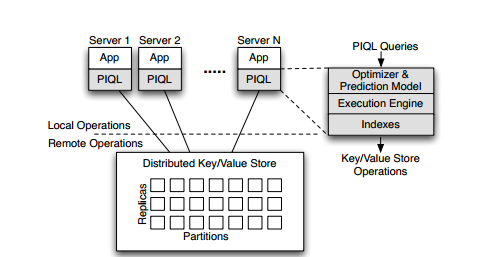 Server 1 Server 2 Server N
App App App
PIQL PIQL ..... PIQL
PIQL Queries
Optimizer &
Prediction Model
Execution Engine
Indexes
Key/Value Store
Operations
Local Operations
Remote Operations
Distributed Key/Value Store
Replicas
Partitions